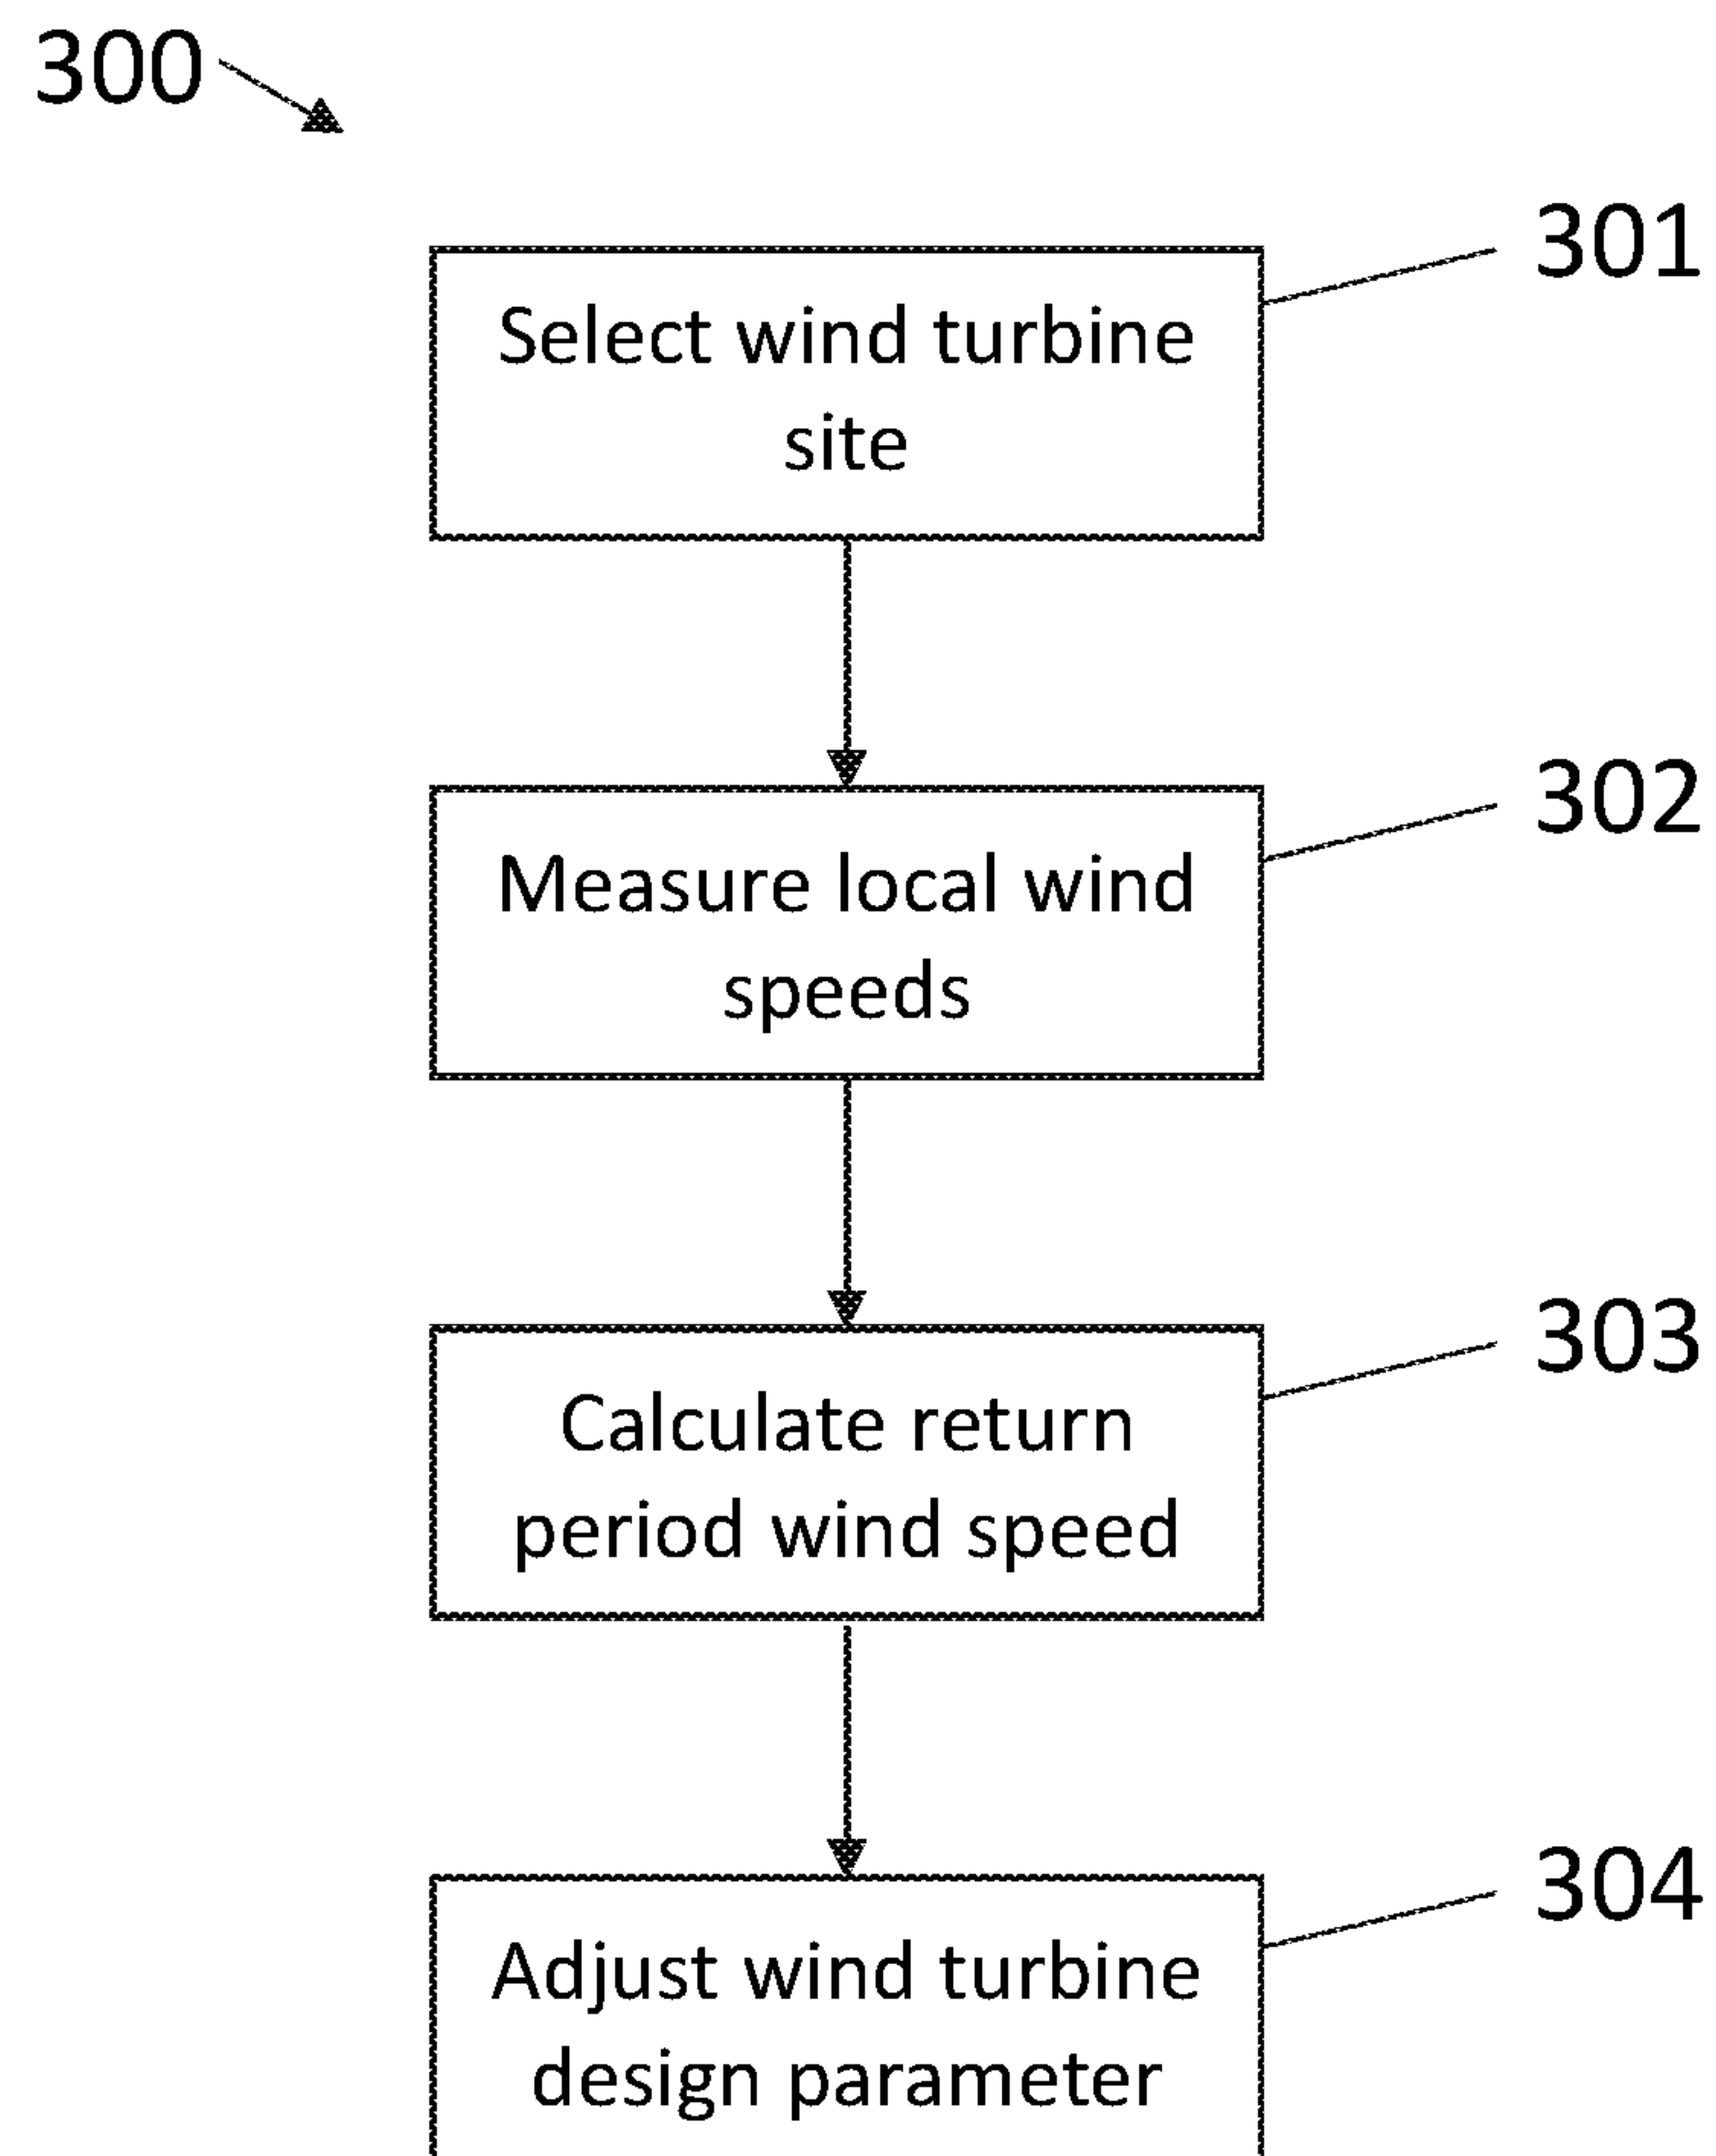 300
301
Select wind turbine
site
302
Measure local wind
speeds
303
Calculate return
period wind speed
304
Adjust wind turbine
design parameter